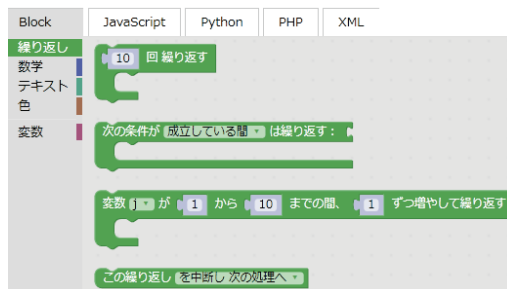 Block JavaScript Python PHP XML
繰り返し
数学
テキスト
色
変数
10 回 繰り返す
次の条件が 成立している間 は繰り返す：
変数 j が 1 から 10 までの間、 1 ずつ増やして繰り返す
この繰り返し を中断し 次の処理へ